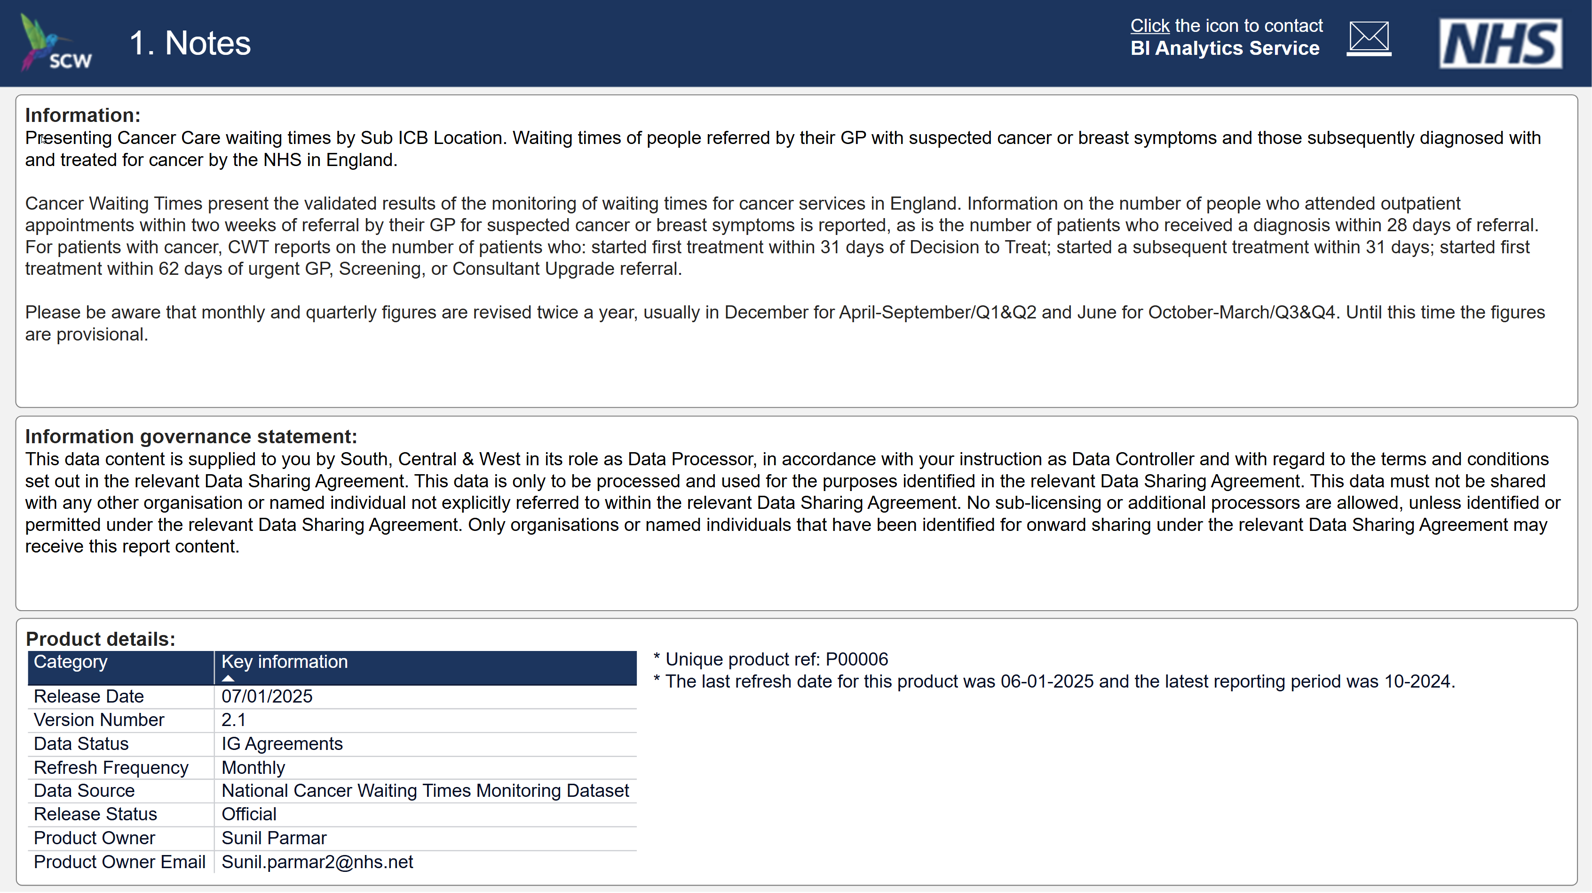 SCW
1. Notes
Click the icon to contact
BI Analytics Service
NHS
Information:
Presenting Cancer Care waiting times by Sub ICB Location. Waiting times of people referred by their GP with suspected cancer or breast symptoms and those subsequently diagnosed with
and treated for cancer by the NHS in England.
Cancer Waiting Times present the validated results of the monitoring of waiting times for cancer services in England. Information on the number of people who attended outpatient
appointments within two weeks of referral by their GP for suspected cancer or breast symptoms is reported, as is the number of patients who received a diagnosis within 28 days of referral.
For patients with cancer, CWT reports on the number of patients who: started first treatment within 31 days of Decision to Treat; started a subsequent treatment within 31 days; started first
treatment within 62 days of urgent GP, Screening, or Consultant Upgrade referral.
Please be aware that monthly and quarterly figures are revised twice a year, usually in December for April-September/Q1&Q2 and June for October-March/Q3&Q4. Until this time the figures
are provisional.
Information governance statement:
This data content is supplied to you by South, Central & West in its role as Data Processor, in accordance with your instruction as Data Controller and with regard to the terms and conditions
set out in the relevant Data Sharing Agreement. This data is only to be processed and used for the purposes identified in the relevant Data Sharing Agreement. This data must not be shared
with any other organisation or named individual not explicitly referred to within the relevant Data Sharing Agreement. No sub-licensing or additional processors are allowed, unless identified or
permitted under the relevant Data Sharing Agreement. Only organisations or named individuals that have been identified for onward sharing under the relevant Data Sharing Agreement may
receive this report content.
Product details:
Category Key information
Release Date 07/01/2025
Version Number 2.1
Data Status IG Agreements
Refresh Frequency Monthly
Data Source National Cancer Waiting Times Monitoring Dataset
Release Status Official
Product Owner Sunil Parmar
Product Owner Email Sunil.parmar2@nhs.net
* Unique product ref: P00006
* The last refresh date for this product was 06-01-2025 and the latest reporting period was 10-2024.